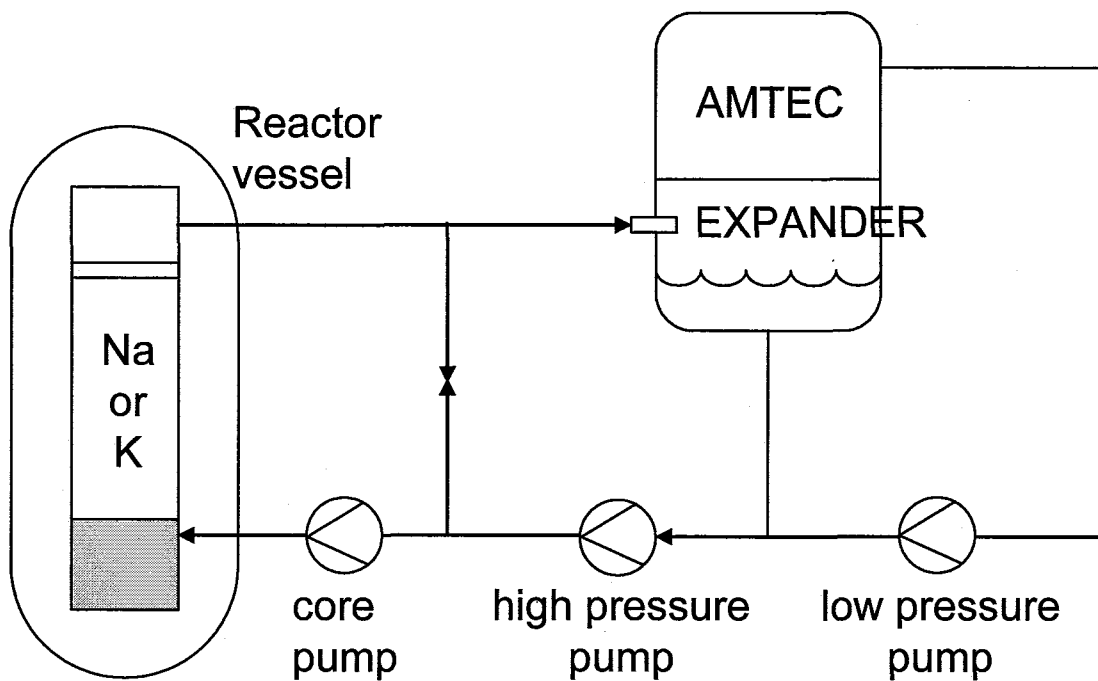 Reactor
vessel
AMTEC
EXPANDER
Na
or
K
core
pump
high pressure
pump
low pressure
pump